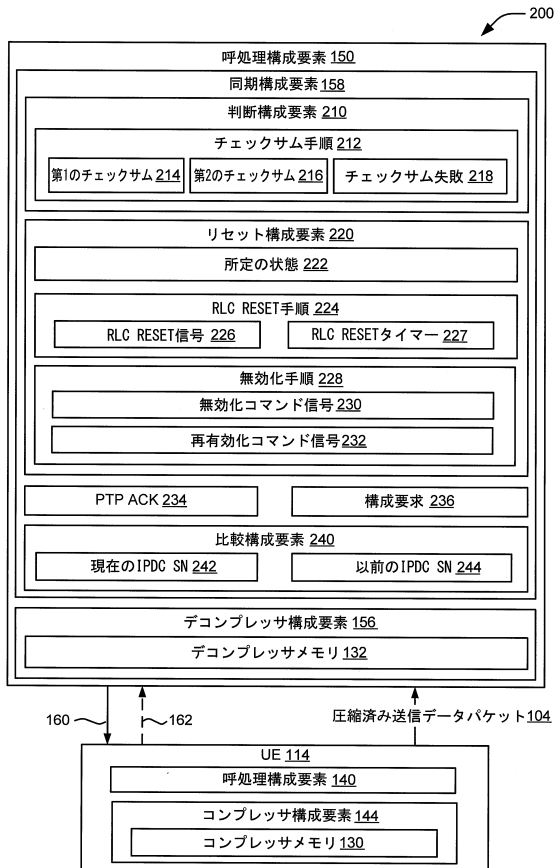 200
呼処理構成要素 150
同期構成要素 158
判断構成要素 210
チェックサム手順 212
第1のチェックサム 214
第2のチェックサム 216
チェックサム失敗 218
リセット構成要素 220
所定の状態 222
RLC RESET手順 224
RLC RESET信号 226
RLC RESETタイマー 227
無効化手順 228
無効化コマンド信号 230
再有効化コマンド信号 232
PTP ACK 234
構成要求 236
比較構成要素 240
現在のIPDC SN 242
以前のIPDC SN 244
デコンプレッサ構成要素 156
デコンプレッサメモリ 132
160
162
圧縮済み送信データパケット 104
UE 114
呼処理構成要素 140
コンプレッサ構成要素 144
コンプレッサメモリ 130